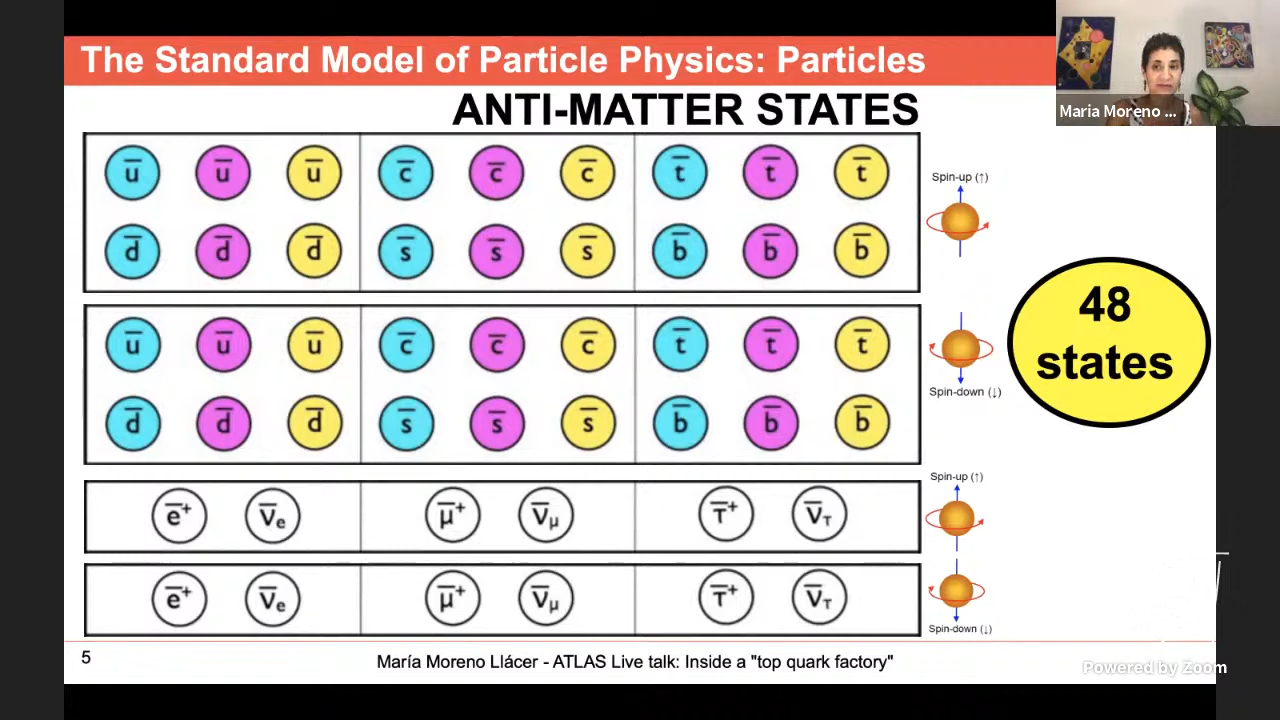 The Standard Model of Particle Physics: Particles
Maria Moreno ...
ANTI-MATTER STATES
u̅ u̅ u̅ c̅ c̅ c̅ t̅ t̅ t̅
d̅ d̅ d̅ s̅ s̅ s̅ b̅ b̅ b̅
Spin-up (↑)
u̅ u̅ u̅ c̅ c̅ c̅ t̅ t̅ t̅
d̅ d̅ d̅ s̅ s̅ s̅ b̅ b̅ b̅
Spin-down (↓)
48
states
e̅⁺ ν̅e μ̅⁺ ν̅μ τ̅⁺ ν̅τ
Spin-up (↑)
e̅⁺ ν̅e μ̅⁺ ν̅μ τ̅⁺ ν̅τ
Spin-down (↓)
5
María Moreno Llácer - ATLAS Live talk: Inside a "top quark factory"
Powered by Zoom